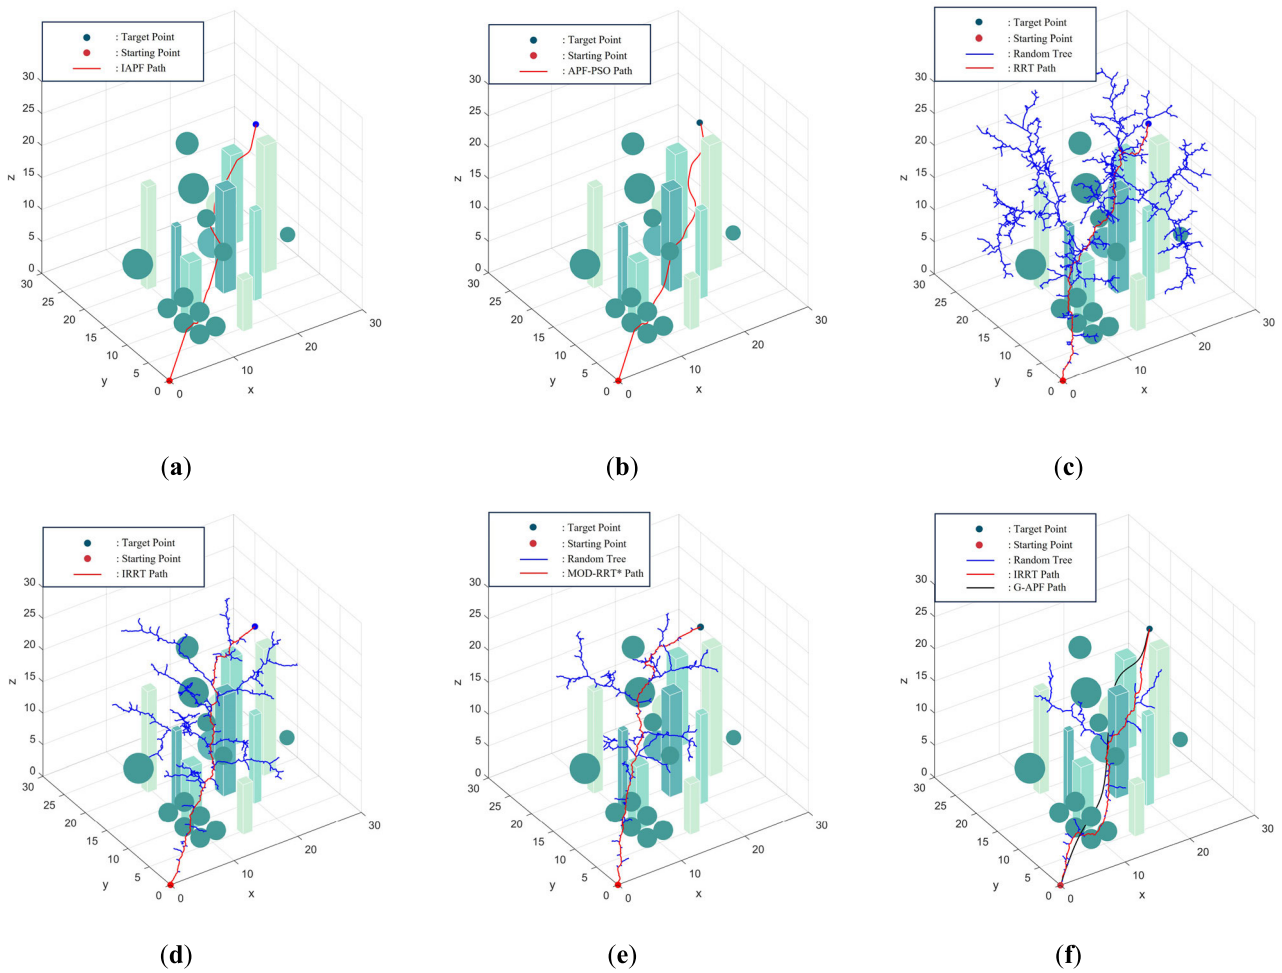 : Target Point
: Starting Point
: IAPF Path
30
25
20
15
10
5
0
z
30
25
20
15
10
5
0
y
0
10
20
30
x
(a)
: Target Point
: Starting Point
: APF-PSO Path
30
25
20
15
10
5
0
z
30
25
20
15
10
5
0
y
0
10
20
30
x
(b)
: Target Point
: Starting Point
: Random Tree
: RRT Path
30
25
20
15
10
5
0
z
30
25
20
15
10
5
0
y
0
10
20
30
x
(c)
: Target Point
: Starting Point
: IRRT Path
30
25
20
15
10
5
0
z
30
25
20
15
10
5
0
y
0
10
20
30
x
(d)
: Target Point
: Starting Point
: Random Tree
: MOD-RRT* Path
30
25
20
15
10
5
0
z
30
25
20
15
10
5
0
y
0
10
20
30
x
(e)
: Target Point
: Starting Point
: Random Tree
: IRRT Path
: G-APF Path
30
25
20
15
10
5
0
z
30
25
20
15
10
5
0
y
0
10
20
30
x
(f)